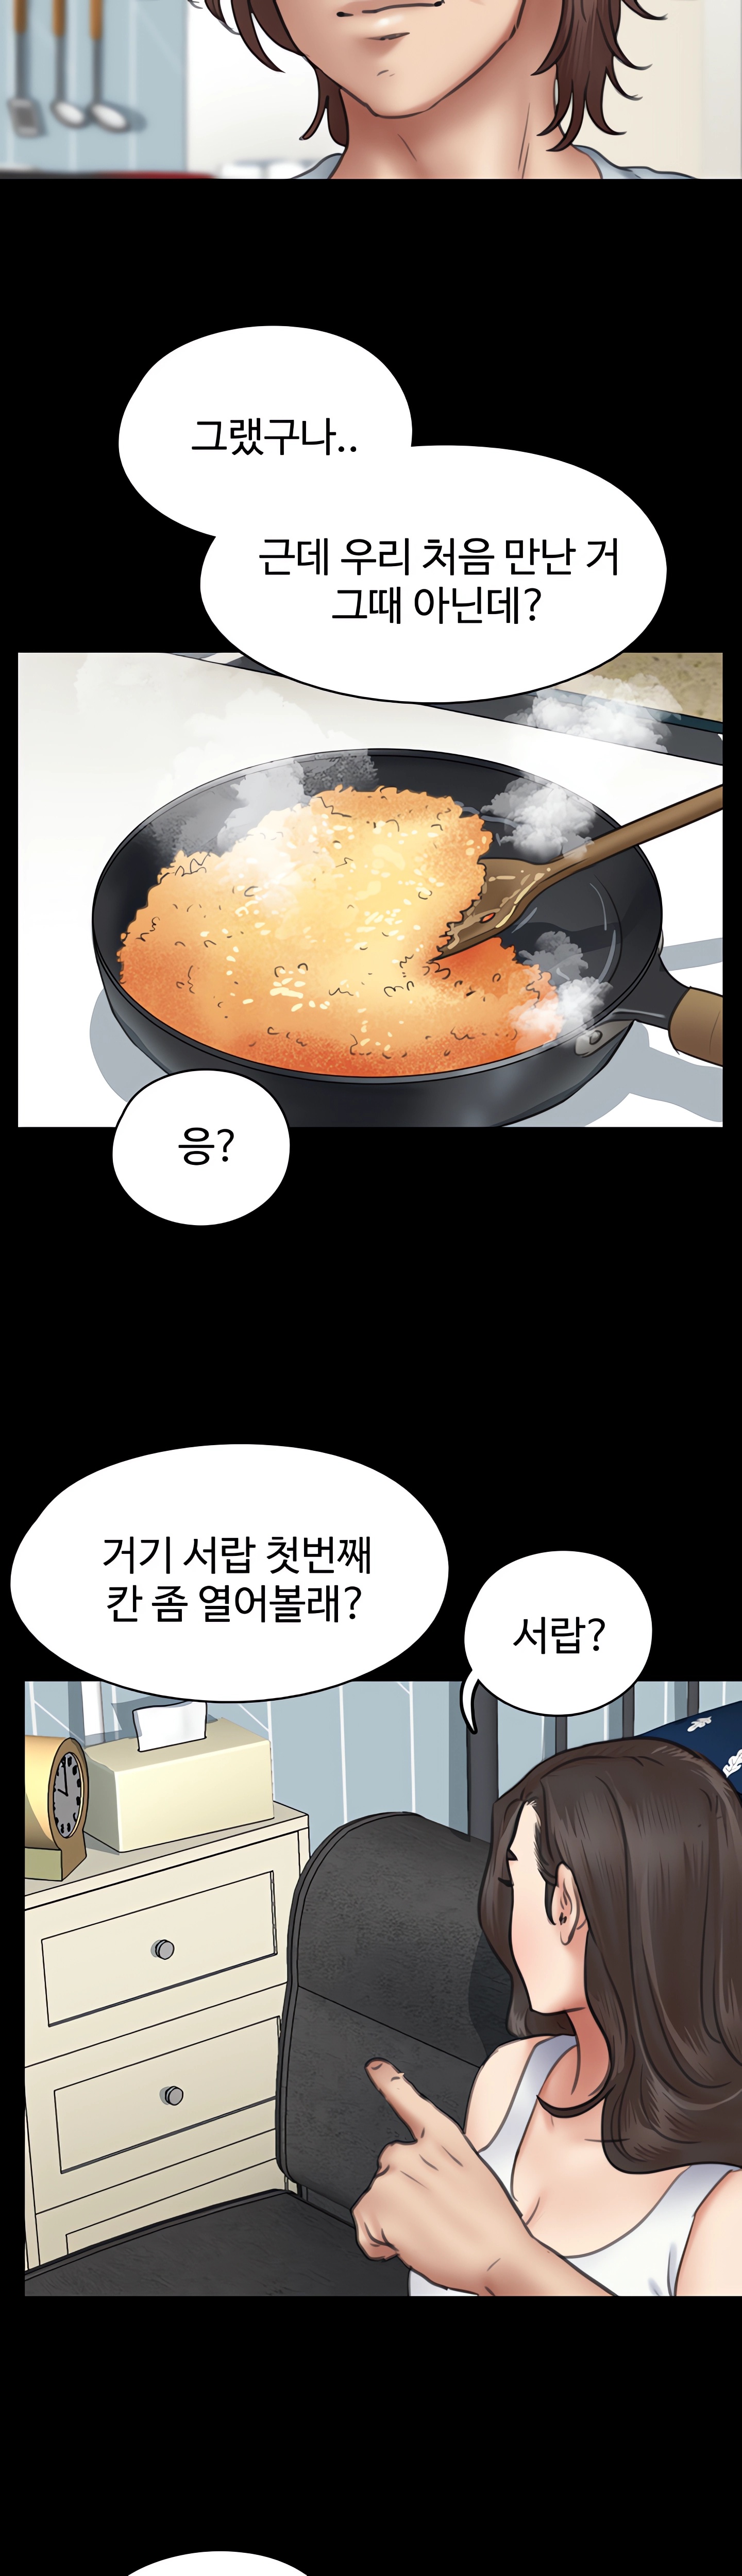 그랬구나..
근데 우리 처음 만난 거
그때 아닌데?
응?
거기 서랍 첫번째
칸 좀 열어볼래?
서랍?